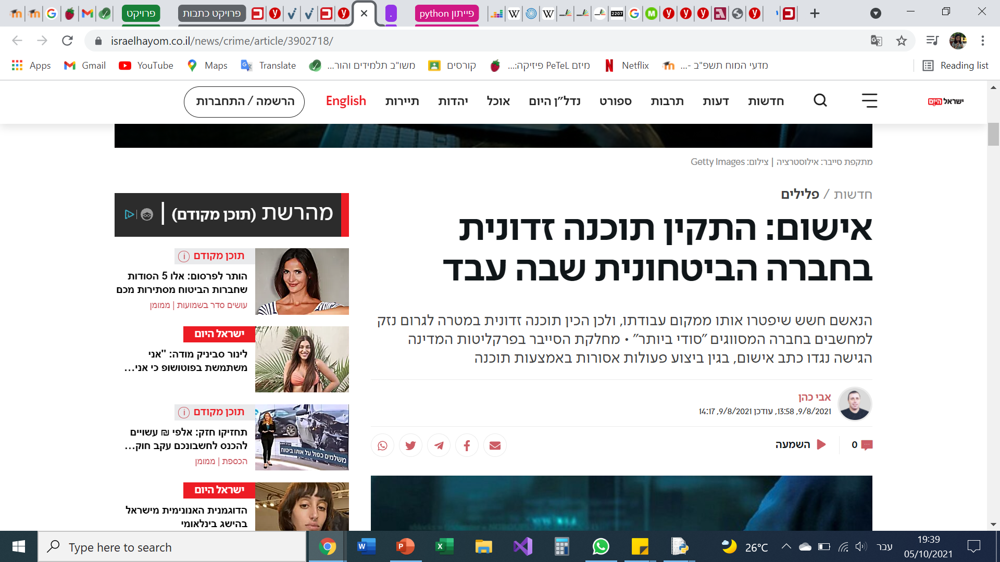 פרויקט
פרויקט כתבות
.
פייתון python
2207
israelhayom.co.il/news/crime/article/3902718/
Apps
Gmail
YouTube
Maps
Translate
משו"ב תלמידים והור...
קורסים
מיזם PeTeL פיזיקה:...
Netflix
מדעי המוח תשפ"ב -...
Reading list
ישראל היום
חדשות
דעות
תרבות
ספורט
נדל״ן היום
אוכל
יהדות
תיירות
English
הרשמה / התחברות
מתקפת סייבר: אילוסטרציה | צילום: Getty Images
חדשות / פלילים
אישום: התקין תוכנה זדונית
בחברה הביטחונית שבה עבד
הנאשם חשש שיפטרו אותו ממקום עבודתו, ולכן הכין תוכנה זדונית במטרה לגרום נזק
למחשבים בחברה המסווגים ״סודי ביותר״ • מחלקת הסייבר בפרקליטות המדינה
הגישה נגדו כתב אישום, בגין ביצוע פעולות אסורות באמצעות תוכנה
אבי כהן
9/8/2021, 13:58, עודכן 9/8/2021, 14:17
0
השמעה
מהרשת (תוכן מקודם)
תוכן מקודם
הותר לפרסום: אלו 5 הסודות
שחברות הביטוח מסתירות מכם
עושים סדר בשמועות | ממומן
ישראל היום
לינור סביניק מודה: "אני
משתמשת בפוטושופ כי אני...
תוכן מקודם
תחזיקו חזק: אלפי ₪ עשויים
להכנס לחשבונכם עקב חוק...
הכספת | ממומן
משלמים כפול על אותו ביטוח
ישראל היום
הדוגמנית האנונימית מישראל
בהישג בינלאומי
Type here to search
26°C
עבר
19:39
05/10/2021